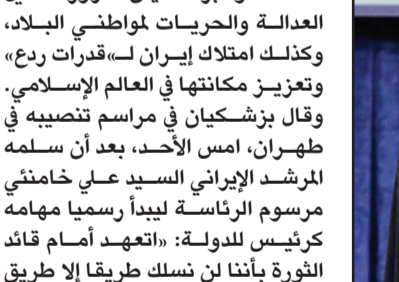 العدالة والحريات لمواطني البلاد،
وكذلك امتلاك إيران لـ«قدرات ردع»
وتعزيز مكانتها في العالم الإسلامي.
وقال بزشكيان في مراسم تنصيبه في
طهران، امس الأحد، بعد أن سلمه
المرشد الإيراني السيد علي خامنئي
مرسوم الرئاسة ليبدأ رسميا مهامه
كرئيس للدولة: «اتعهد أمام قائد
الثورة بأننا لن نسلك طريقا إلا طريق